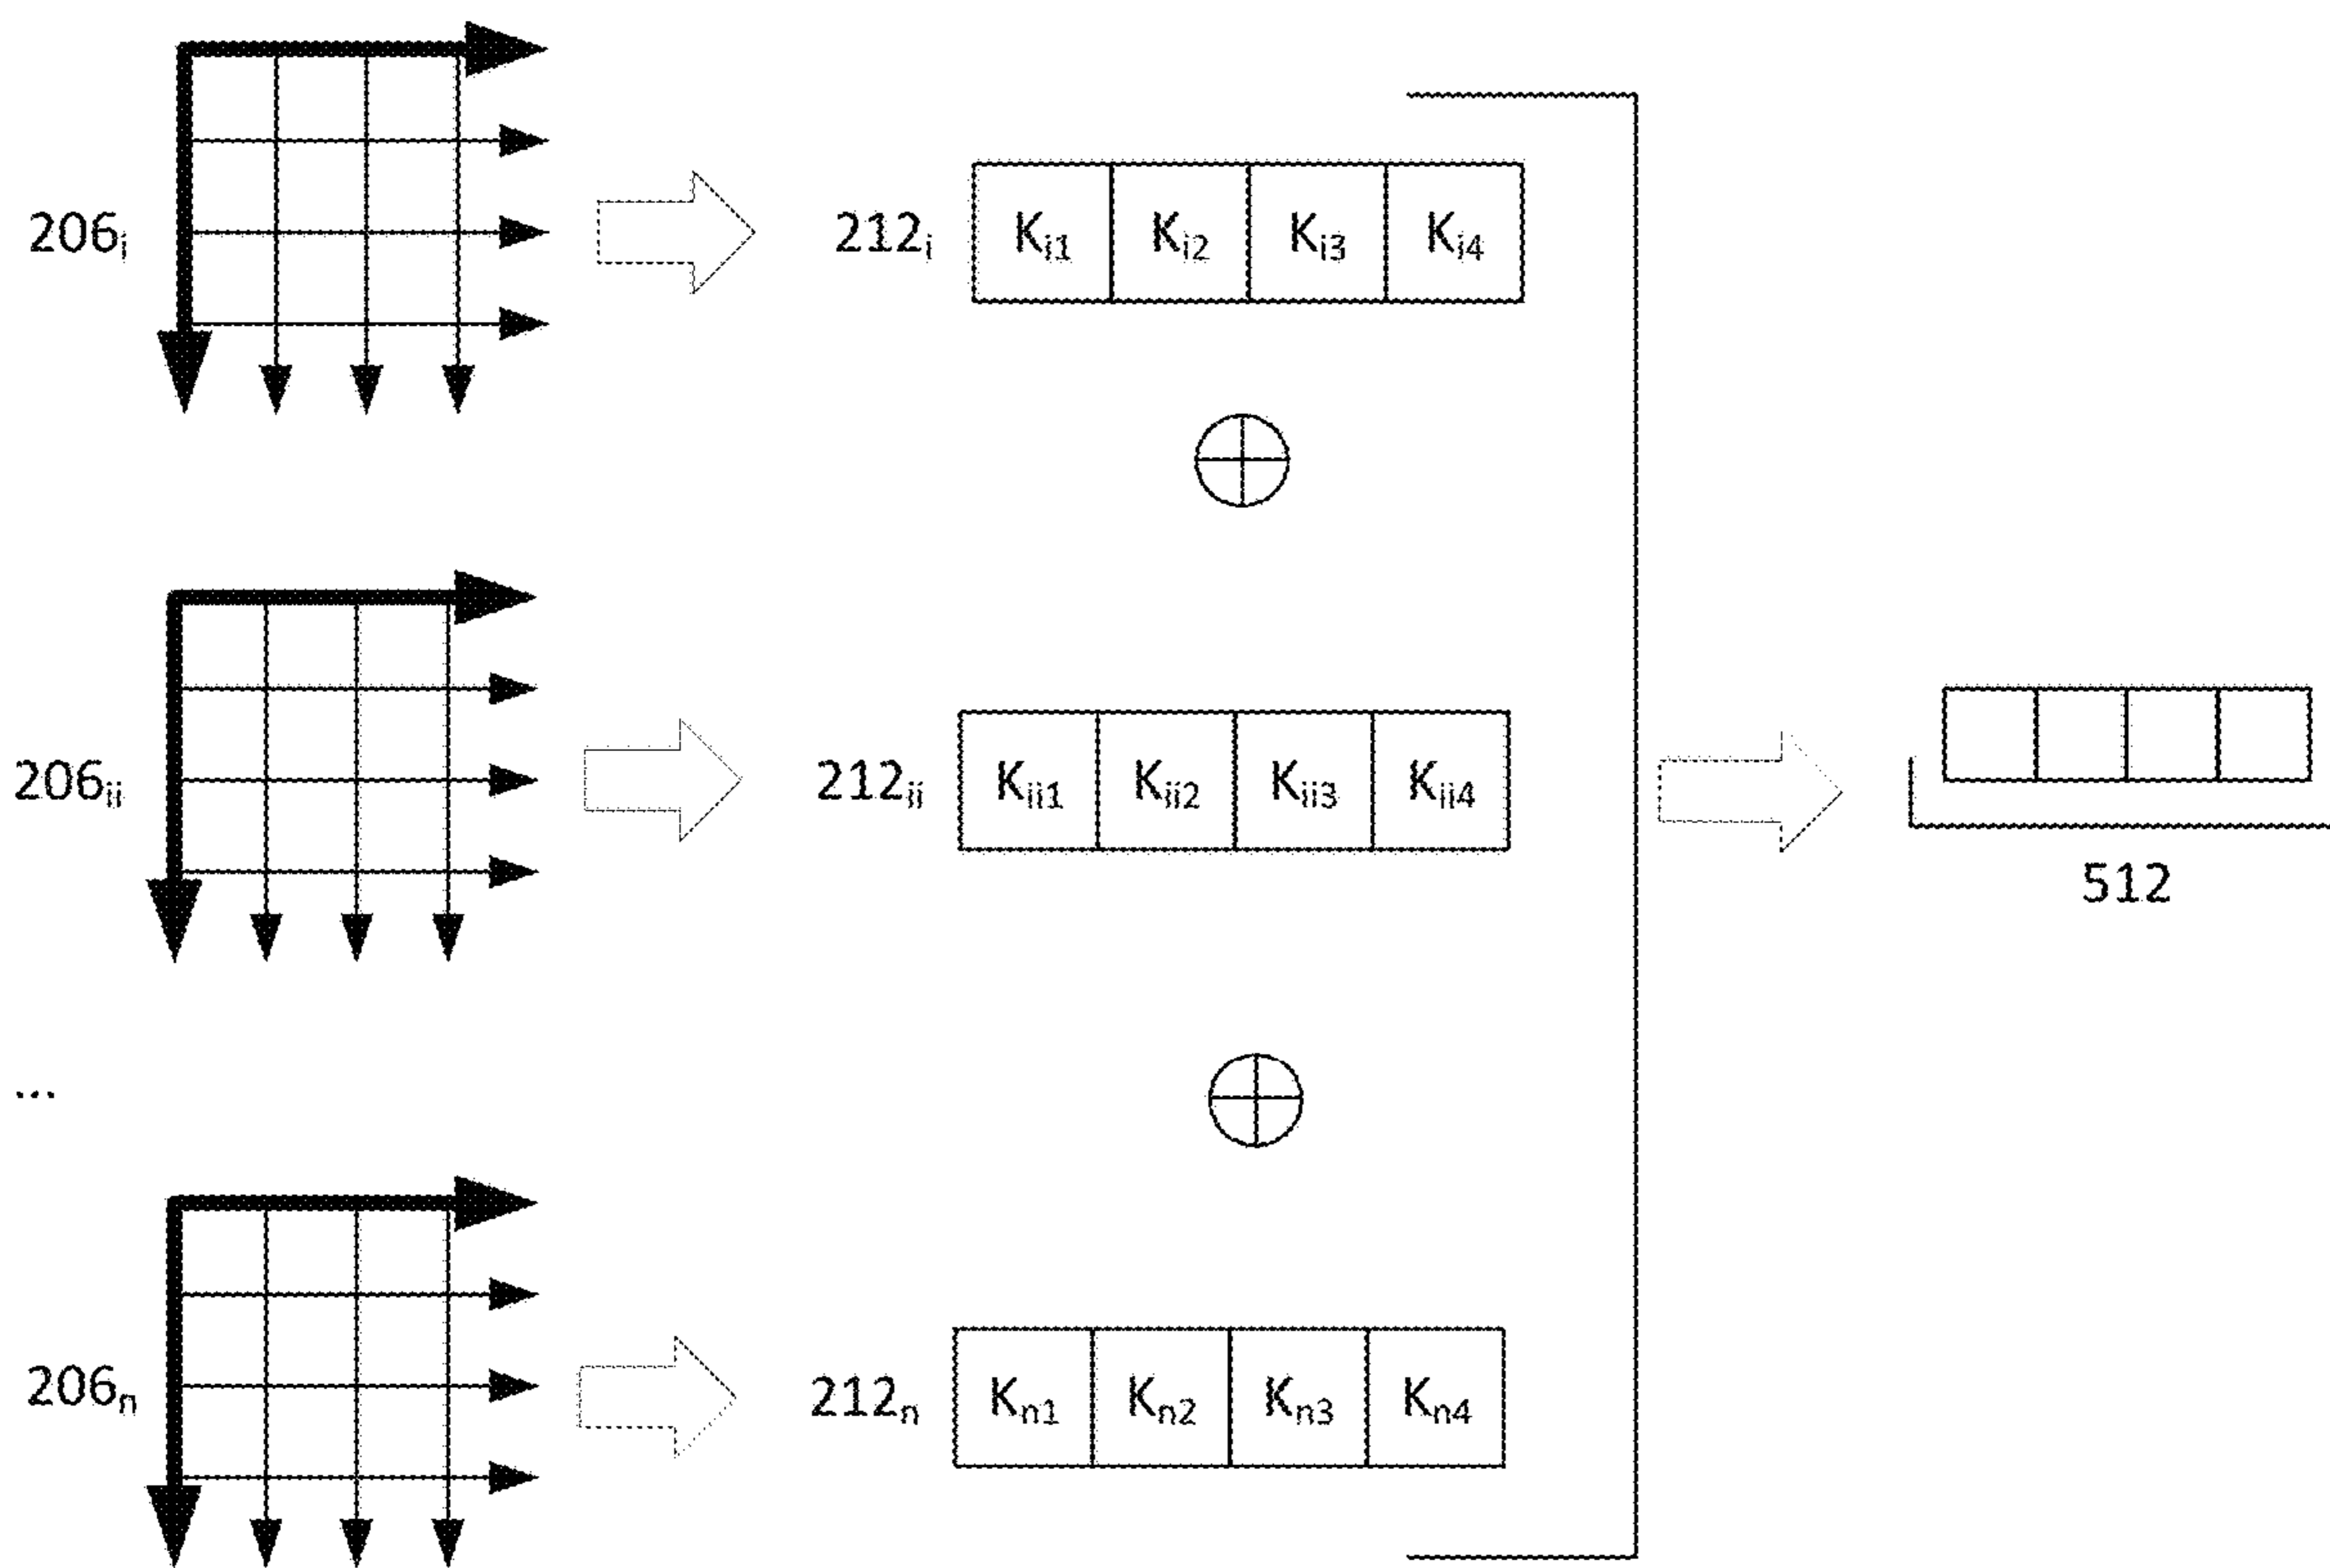 206i 212i Ki1 Ki2 Ki3 Ki4
206ii 212ii Kii1 Kii2 Kii3 Kii4
512
...
206n 212n Kn1 Kn2 Kn3 Kn4